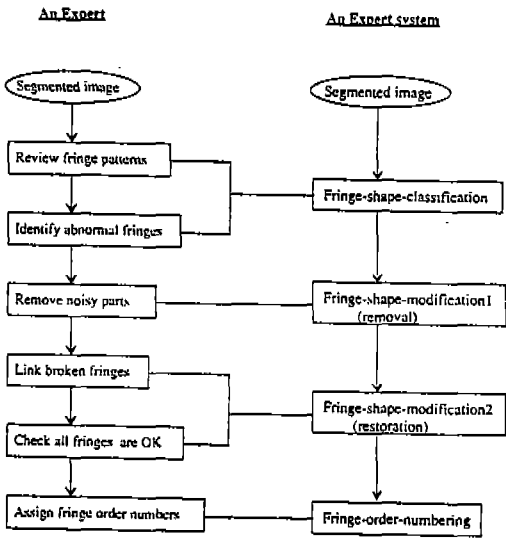 An Expert
An Expert system
Segmented image
Segmented image
Review fringe patterns
Identify abnormal fringes
Fringe-shape-classification
Remove noisy parts
Fringe-shape-modification1
(removal)
Link broken fringes
Check all fringes are OK
Fringe-shape-modification2
(restoration)
Assign fringe order numbers
Fringe-order-numbering